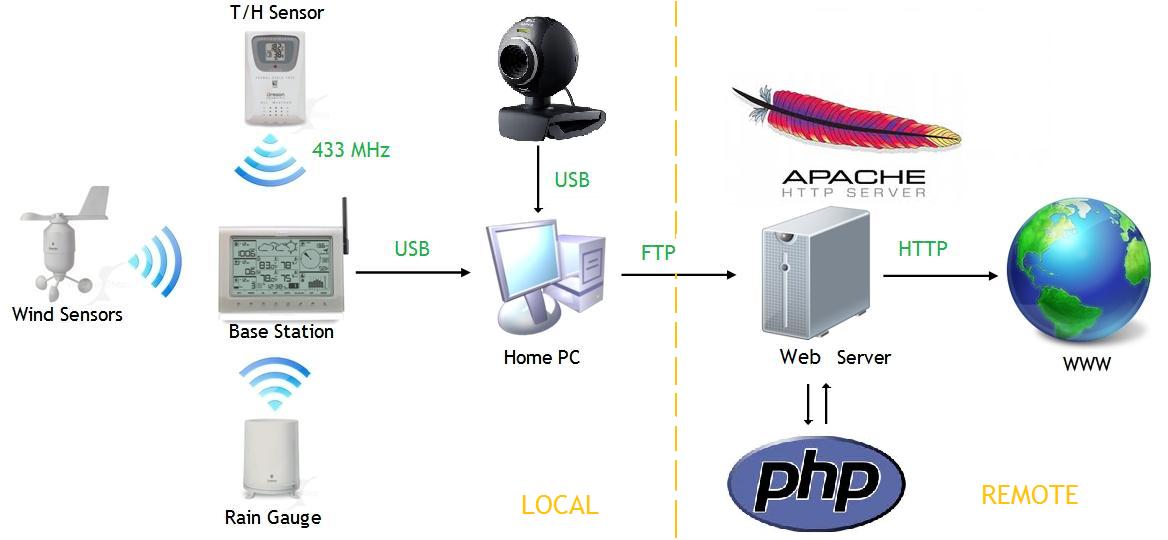 T/H Sensor
433 MHz
USB
APACHE
HTTP SERVER
Wind Sensors
USB
FTP
HTTP
Base Station
Home PC
Web Server
WWW
php
Rain Gauge
LOCAL
REMOTE